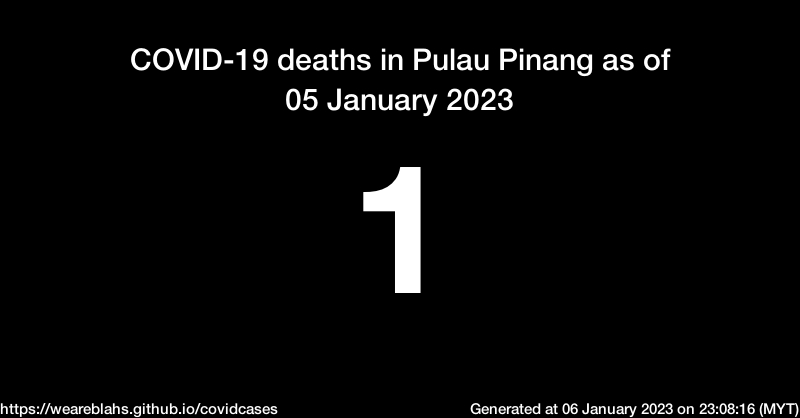 COVID-19 deaths in Pulau Pinang as of
05 January 2023
1
https://weareblahs.github.io/covidcases
Generated at 06 January 2023 on 23:08:16 (MYT)